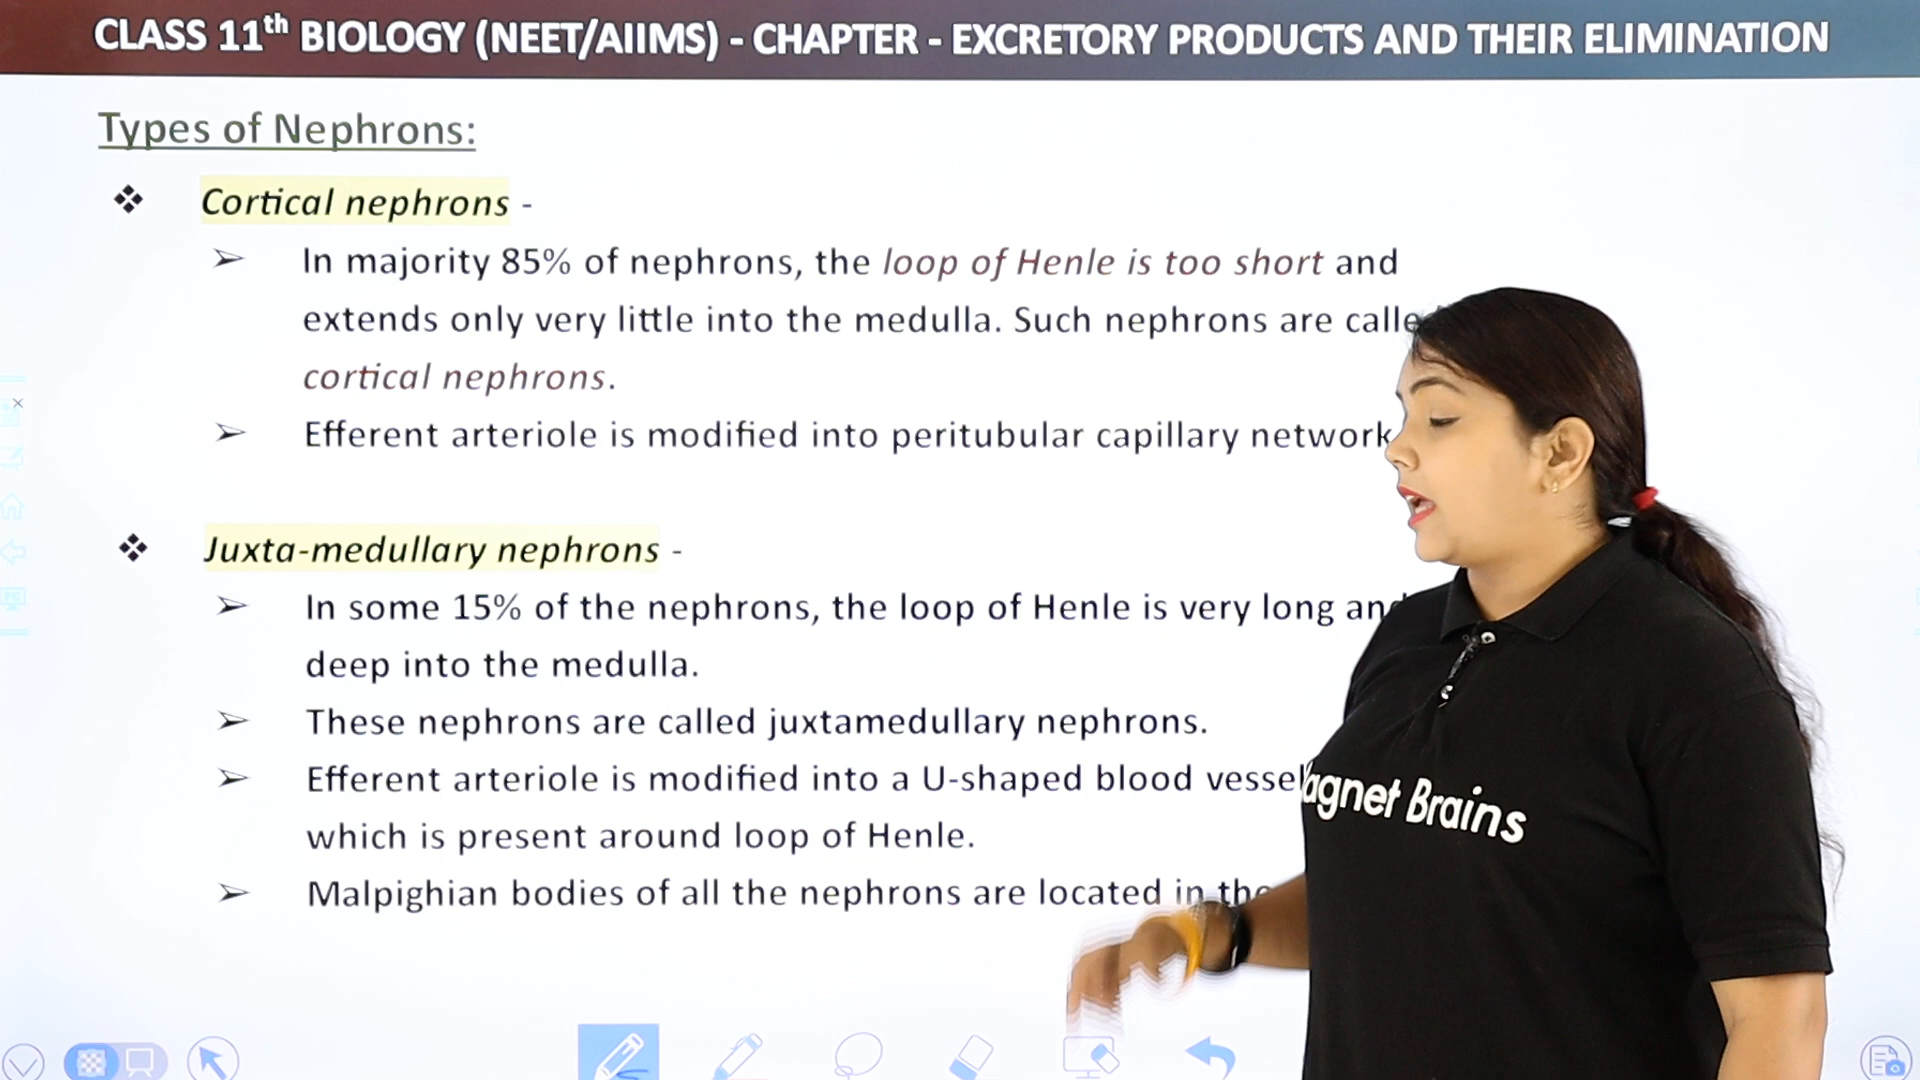 CLASS 11th BIOLOGY (NEET/AIIMS) - CHAPTER - EXCRETORY PRODUCTS AND THEIR ELIMINATION
Types of Nephrons:
Cortical nephrons -
In majority 85% of nephrons, the loop of Henle is too short and
extends only very little into the medulla. Such nephrons are
cortical nephrons.
Efferent arteriole is modified into peritubular capillary network
Juxta-medullary nephrons -
In some 15% of the nephrons, the loop of Henle is very long
deep into the medulla.
These nephrons are called juxtamedullary nephrons.
Efferent arteriole is modified into a U-shaped blood
which is present around loop of Henle.
Malpighian bodies of all the nephrons are located in
Brains